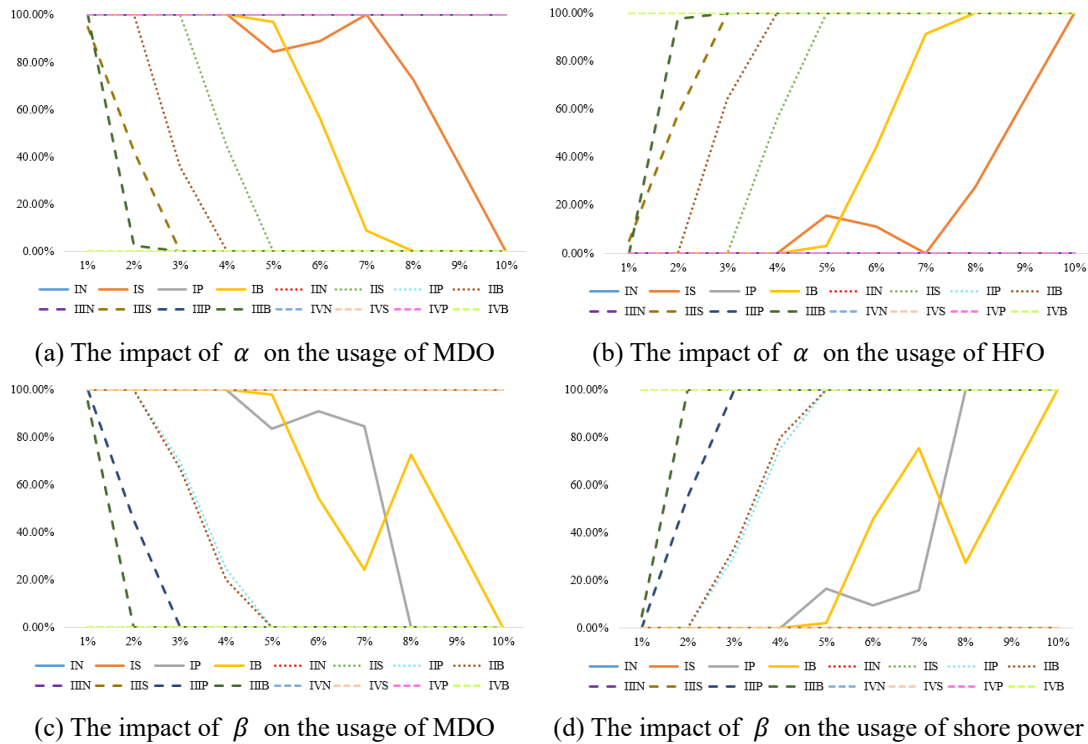 100.00%
80.00%
60.00%
40.00%
20.00%
0.00%
1% 2% 3% 4% 5% 6% 7% 8% 9% 10%
IN IS IP IB IIN IIS IIP IIB
IIIN IIIS IIIP IIIB IVN IVS IVP IVB
(a) The impact of α on the usage of MDO
100.00%
80.00%
60.00%
40.00%
20.00%
0.00%
1% 2% 3% 4% 5% 6% 7% 8% 9% 10%
IN IS IP IB IIN IIS IIP IIB
IIIN IIIS IIIP IIIB IVN IVS IVP IVB
(b) The impact of α on the usage of HFO
100.00%
80.00%
60.00%
40.00%
20.00%
0.00%
1% 2% 3% 4% 5% 6% 7% 8% 9% 10%
IN IS IP IB IIN IIS IIP IIB
IIIN IIIS IIIP IIIB IVN IVS IVP IVB
(c) The impact of β on the usage of MDO
100.00%
80.00%
60.00%
40.00%
20.00%
0.00%
1% 2% 3% 4% 5% 6% 7% 8% 9% 10%
IN IS IP IB IIN IIS IIP IIB
IIIN IIIS IIIP IIIB IVN IVS IVP IVB
(d) The impact of β on the usage of shore power